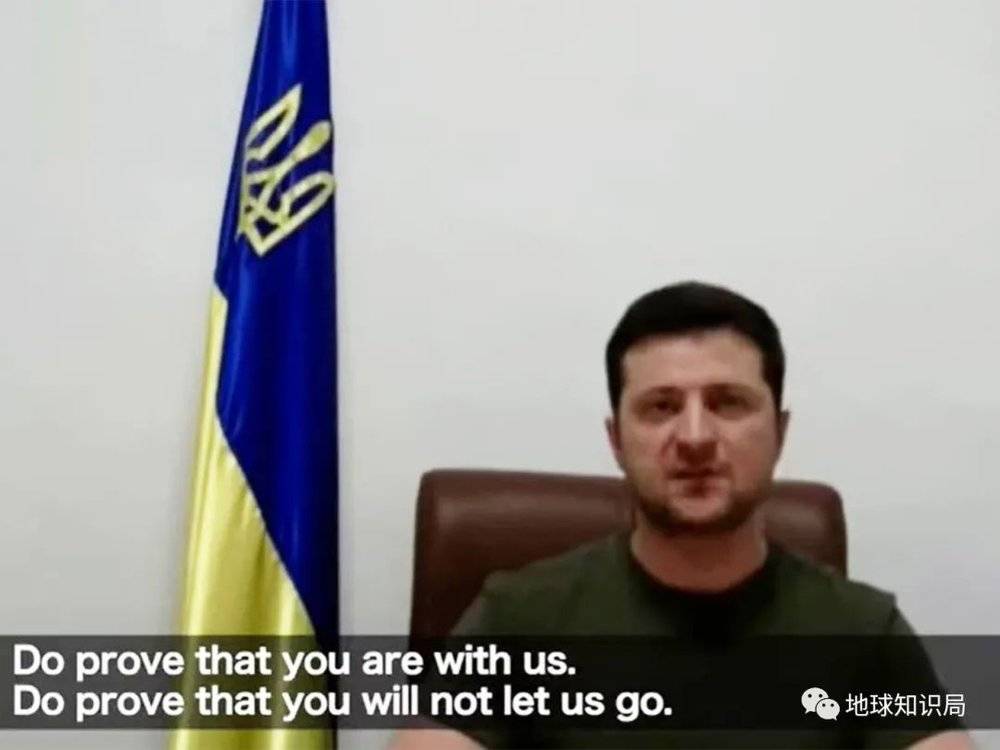 Do prove that you are with us.
Do prove that you will not let us go.
地球知识局